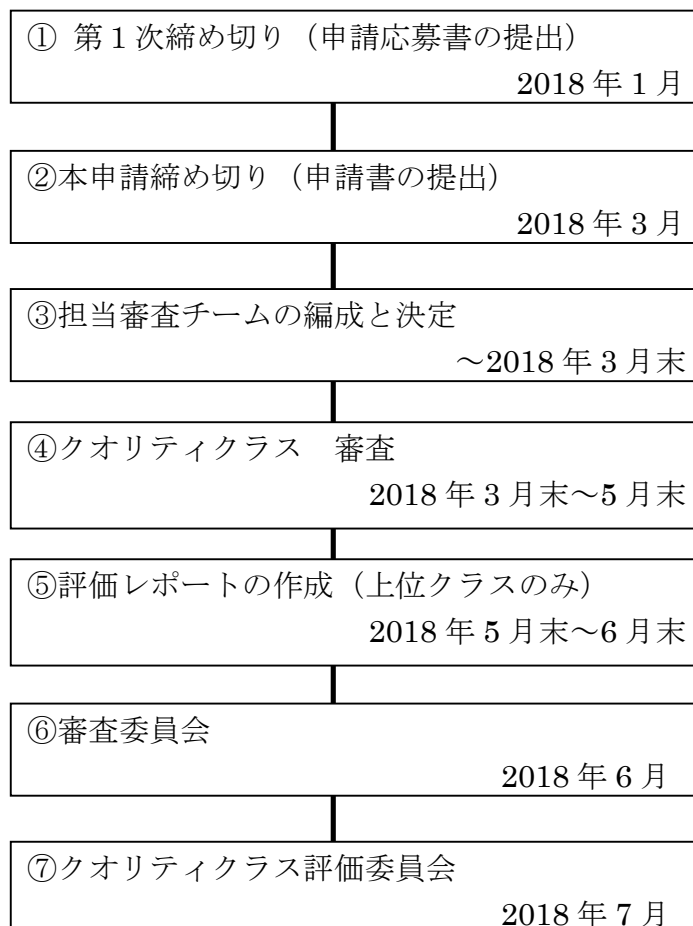 ① 第1次締め切り（申請応募書の提出）
2018年1月
②本申請締め切り（申請書の提出）
2018年3月
③担当審査チームの編成と決定
～2018年3月末
④クオリティクラス　審査
2018年3月末～5月末
⑤評価レポートの作成（上位クラスのみ）
2018年5月末～6月末
⑥審査委員会
2018年6月
⑦クオリティクラス評価委員会
2018年7月